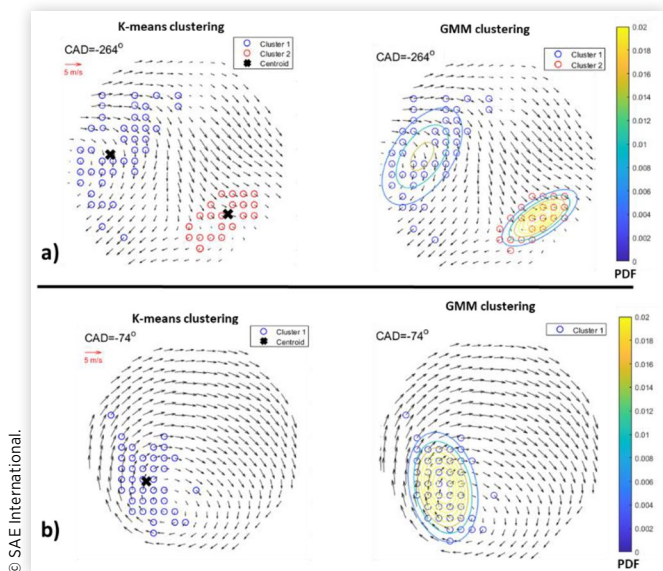 K-means clustering
GMM clustering
CAD=-264°
5 m/s
Cluster 1
Cluster 2
Centroid
CAD=-264°
Cluster 1
Cluster 2
0.02
0.018
0.016
0.014
0.012
0.01
0.008
0.006
0.004
0.002
0
PDF
a)
K-means clustering
GMM clustering
CAD=-74°
5 m/s
Cluster 1
Centroid
CAD=-74°
Cluster 1
0.02
0.018
0.016
0.014
0.012
0.01
0.008
0.006
0.004
0.002
0
PDF
b)
© SAE International.